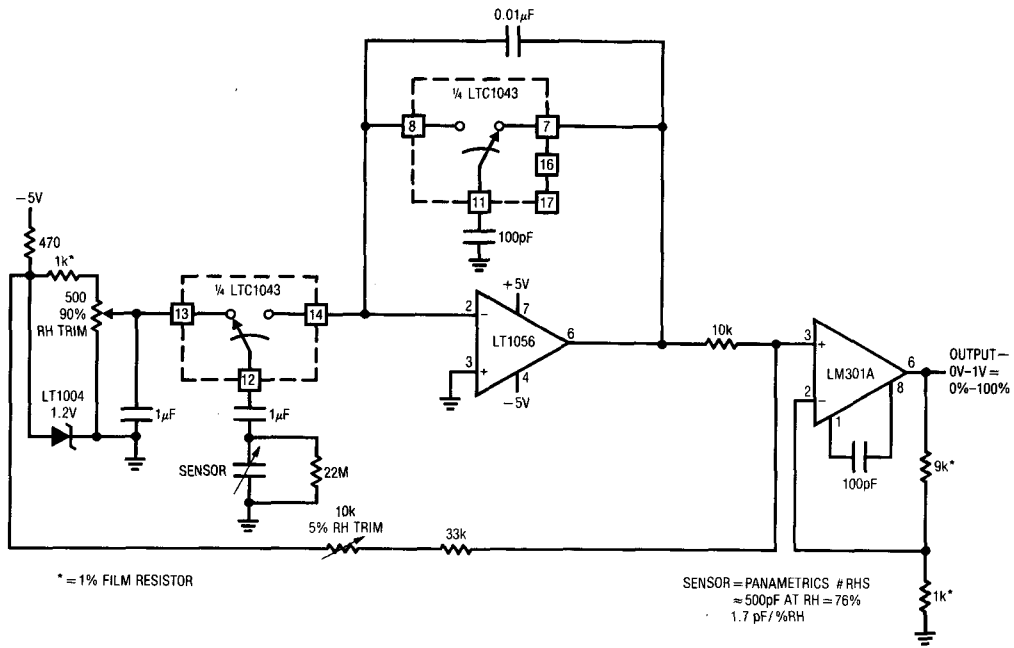 0.01µF
¼ LTC1043
8
7
16
11
17
100pF
−5V
470
1k*
500
90%
RH TRIM
¼ LTC1043
13
14
12
LT1004
1.2V
1µF
1µF
SENSOR
22M
+5V
2
−
7
LT1056
6
3
+
4
−5V
10k
3
+
LM301A
6
2
−
8
1
100pF
OUTPUT—
0V–1V =
0%–100%
9k*
10k
5% RH TRIM
33k
1k*
* = 1% FILM RESISTOR
SENSOR = PANAMETRICS # RHS
≈ 500pF AT RH = 76%
1.7 pF/%RH